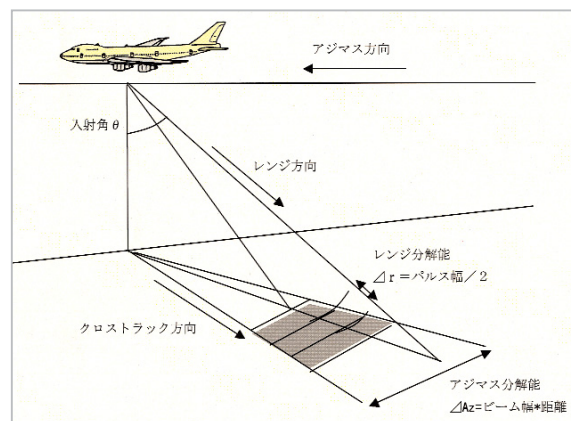 アジマス方向
入射角θ
レンジ方向
レンジ分解能
⊿r=パルス幅/2
クロストラック方向
アジマス分解能
⊿Az=ビーム幅*距離